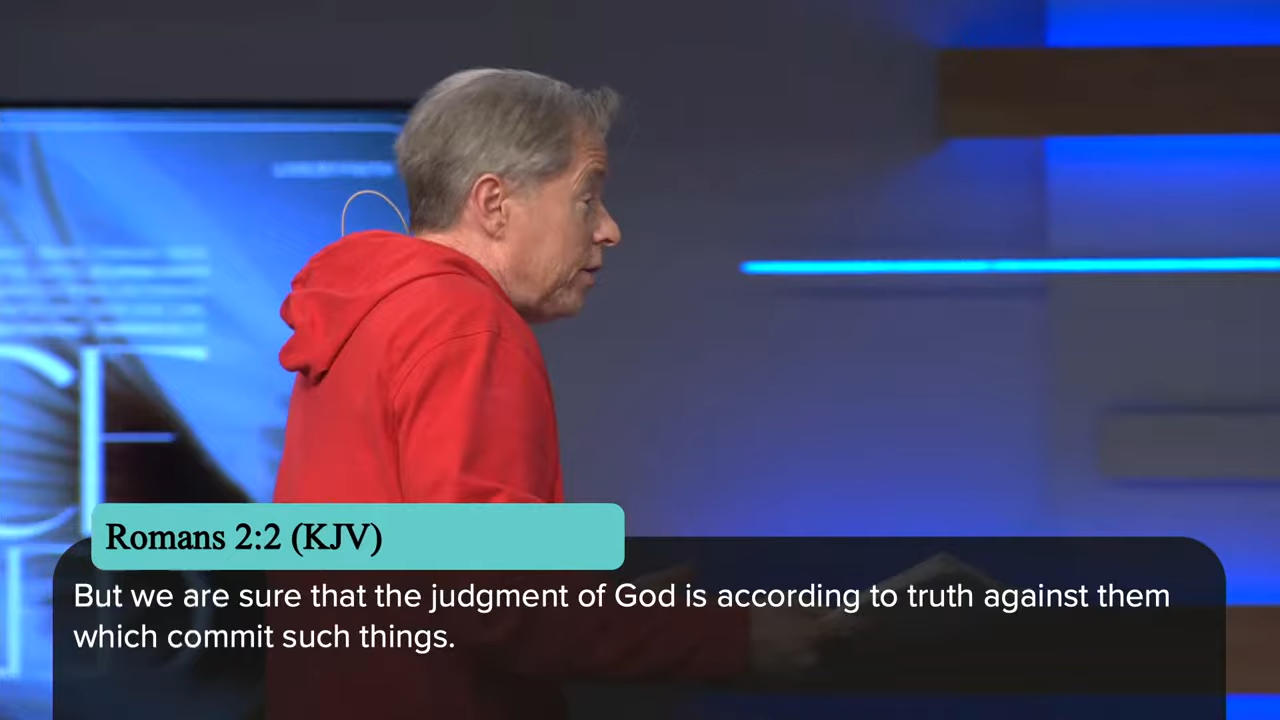 Romans 2:2 (KJV)
But we are sure that the judgment of God is according to truth against them
which commit such things.